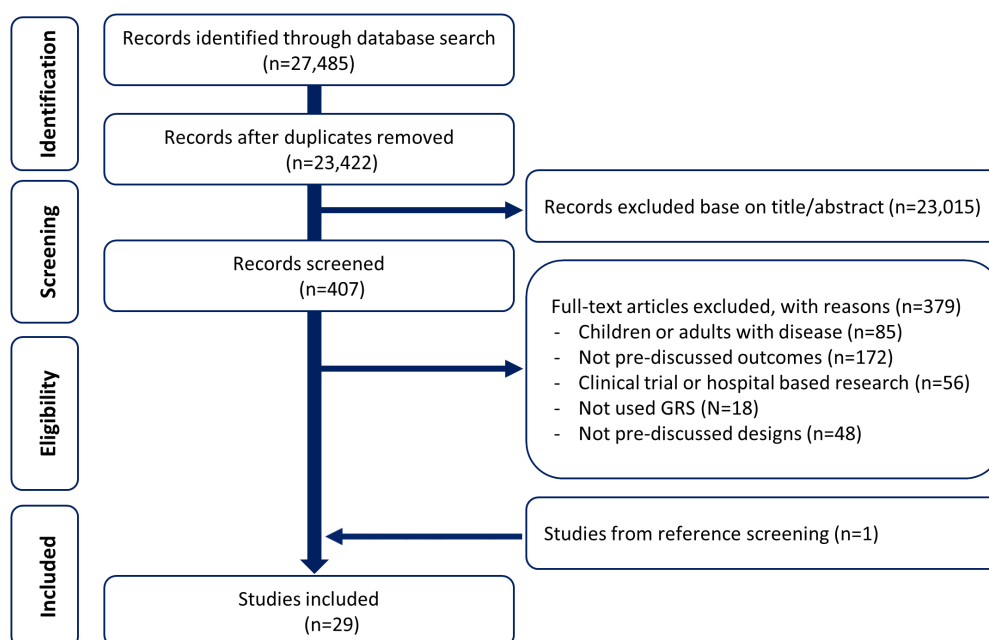 Identification
Records identified through database search
(n=27,485)
Records after duplicates removed
(n=23,422)
Screening
Records excluded base on title/abstract (n=23,015)
Records screened
(n=407)
Eligibility
Full-text articles excluded, with reasons (n=379)
- Children or adults with disease (n=85)
- Not pre-discussed outcomes (n=172)
- Clinical trial or hospital based research (n=56)
- Not used GRS (N=18)
- Not pre-discussed designs (n=48)
Included
Studies from reference screening (n=1)
Studies included
(n=29)